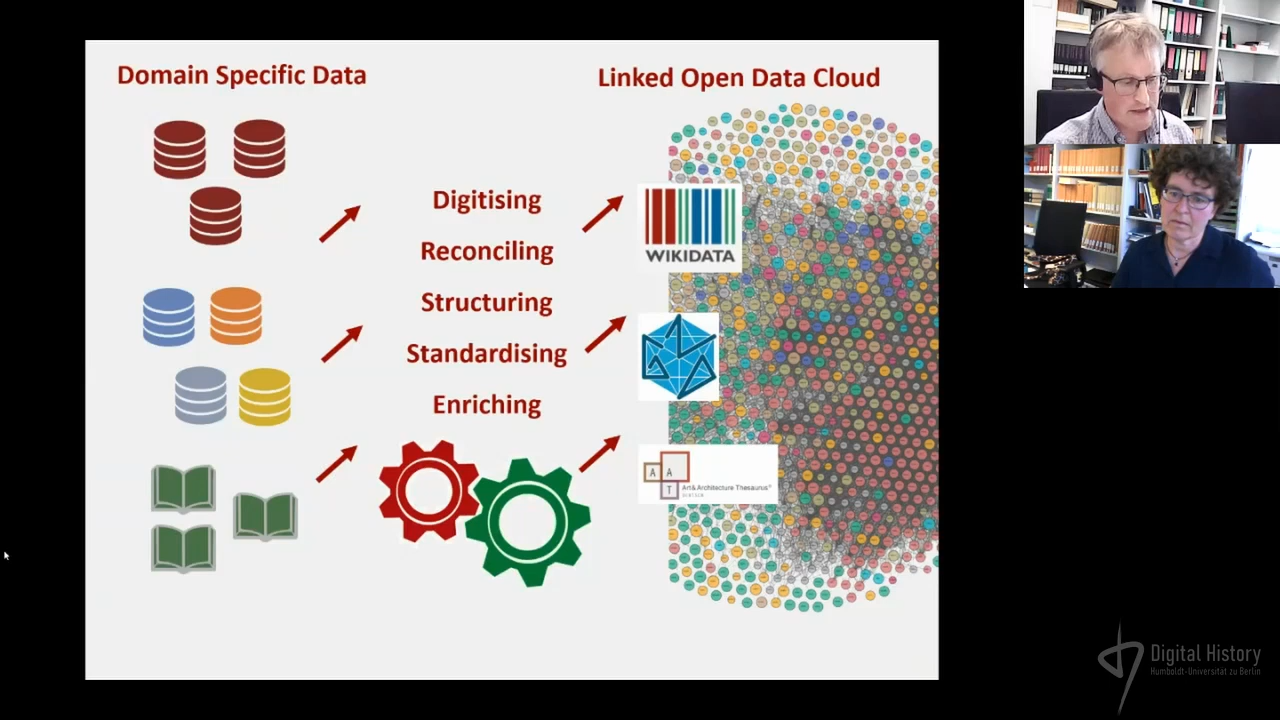 Domain Specific Data
Linked Open Data Cloud
Digitising
Reconciling
Structuring
Standardising
Enriching
WIKIDATA
A A
T
Art & Architecture Thesaurus®
Digital History
Humboldt-Universität zu Berlin